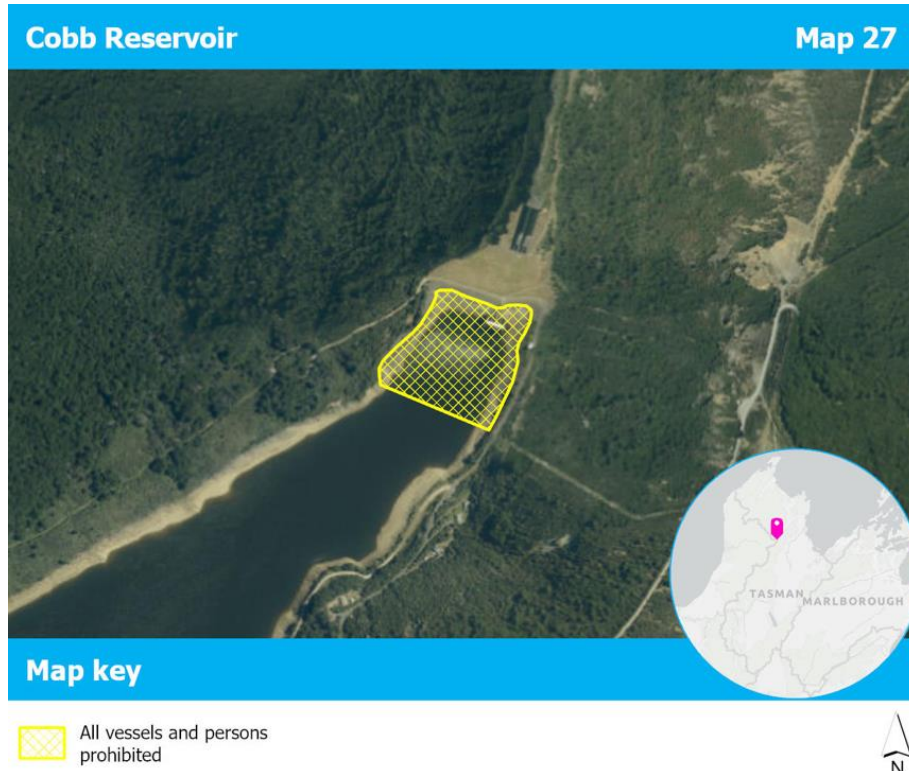 Cobb Reservoir
Map 27
TASMAN
MARLBOROUGH
Map key
All vessels and persons
prohibited
N